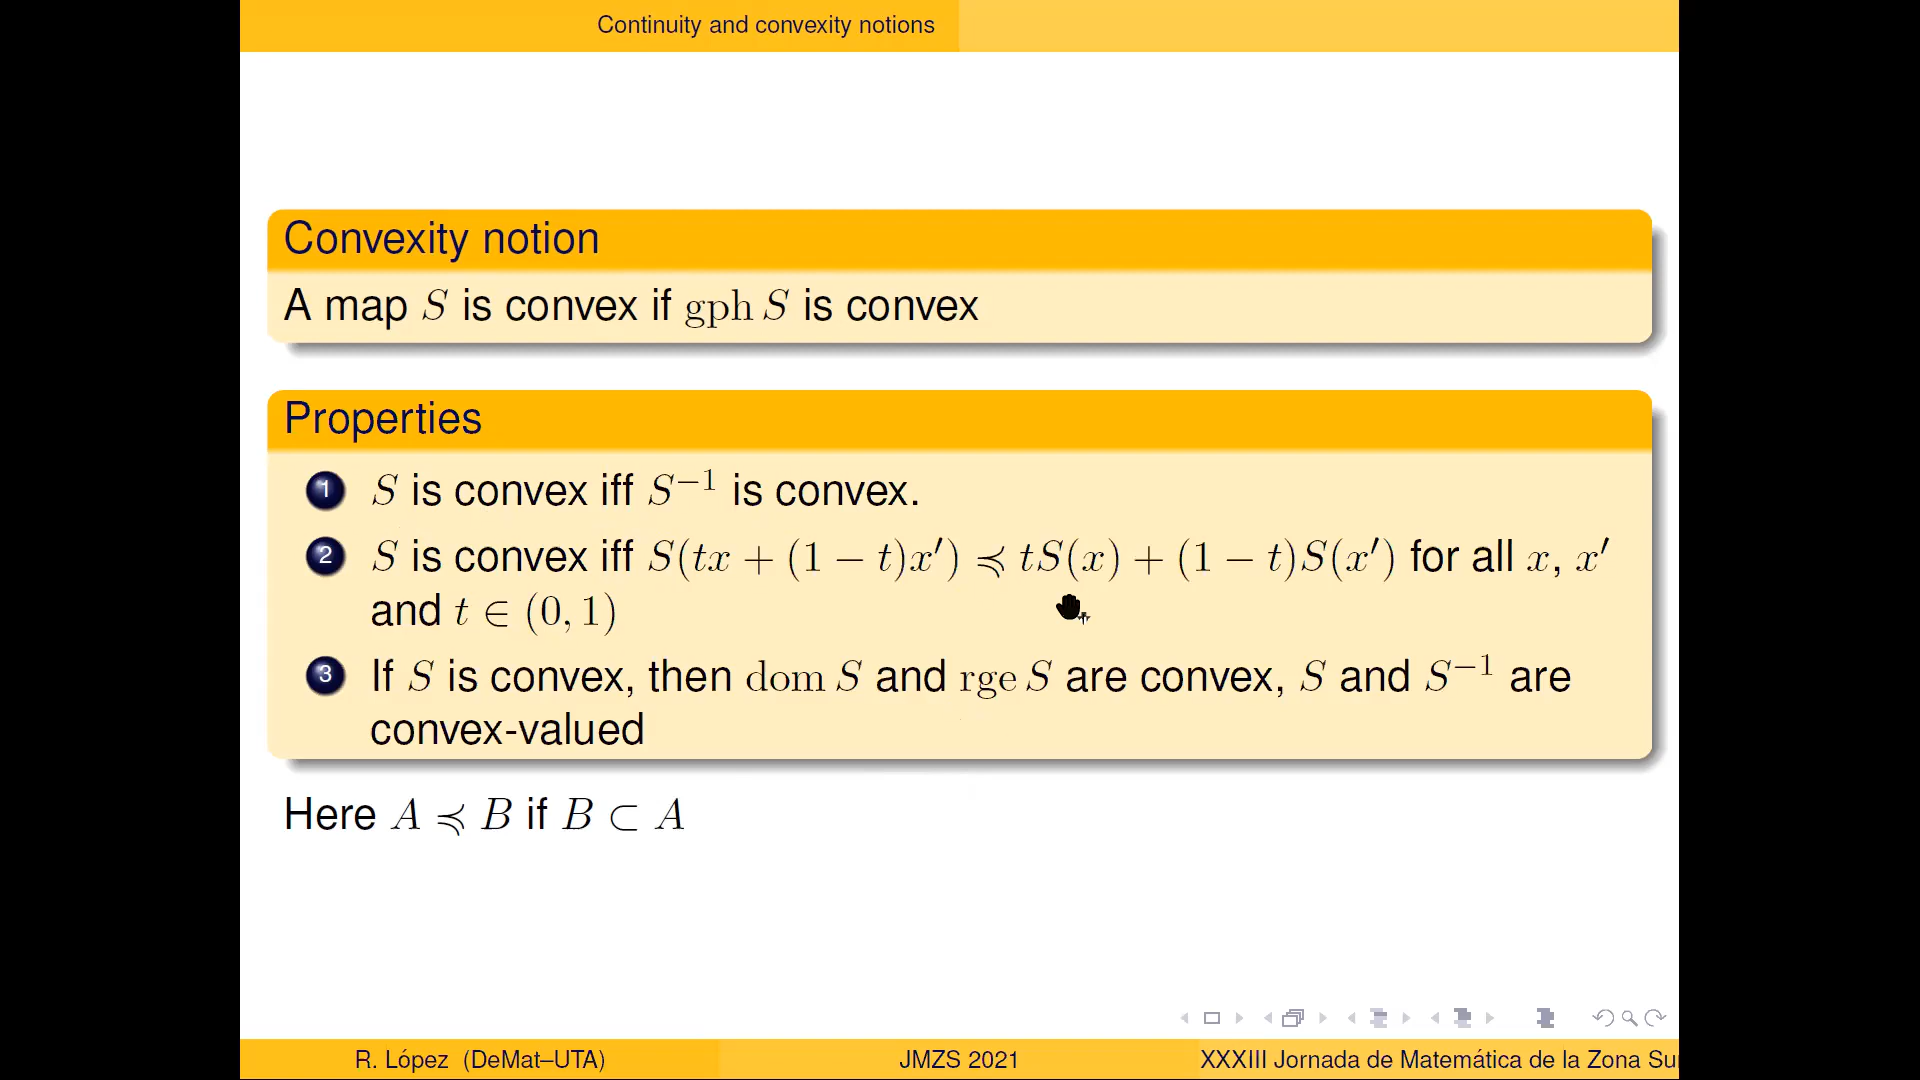 Continuity and convexity notions
Convexity notion
A map S is convex if gph S is convex
Properties
1 S is convex iff S⁻¹ is convex.
2 S is convex iff S(tx + (1 − t)x′) ≼ tS(x) + (1 − t)S(x′) for all x, x′
and t ∈ (0, 1)
3 If S is convex, then dom S and rge S are convex, S and S⁻¹ are
convex-valued
Here A ≼ B if B ⊂ A
R. López (DeMat–UTA) JMZS 2021 XXXIII Jornada de Matemática de la Zona Su